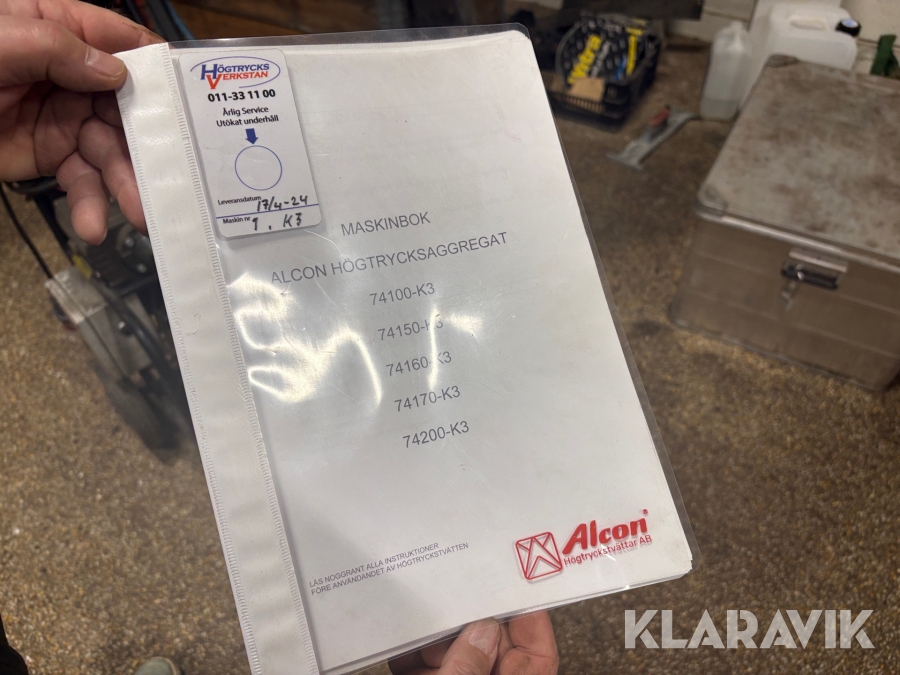 HÖGTRYCKS
VERKSTAN
011-33 11 00
Årlig Service
Utökat underhåll
Leveransdatum 17/4-24
Maskin nr 1. K3
MASKINBOK
ALCON HÖGTRYCKSAGGREGAT
74100-K3
74150-K3
74160-K3
74170-K3
74200-K3
LÄS NOGGRANT ALLA INSTRUKTIONER
FÖRE ANVÄNDANDET AV HÖGTRYCKSTVÄTTEN
Alcon®
Högtryckstvättar AB
KLARAVIK